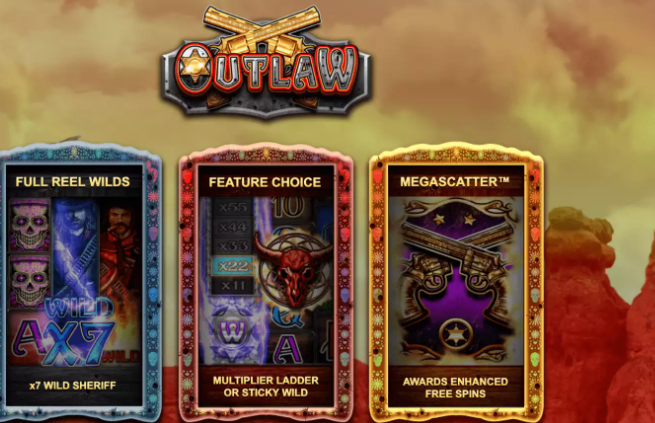 OUTLAW
FULL REEL WILDS
FEATURE CHOICE
MEGASCATTER™
x55
x44
x33
x22
x11
10
WILD
x7
A
WILD
W
A
x7 WILD SHERIFF
MULTIPLIER LADDER
OR STICKY WILD
AWARDS ENHANCED
FREE SPINS